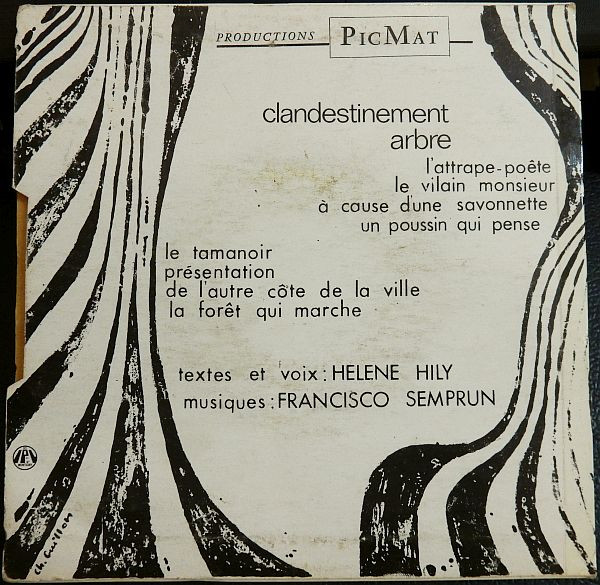 PRODUCTIONS PICMAT
clandestinement
arbre
l'attrape-poête
le vilain monsieur
à cause d'une savonnette
un poussin qui pense
le tamanoir
présentation
de l'autre côte de la ville
la forêt qui marche
textes et voix : HELENE HILY
musiques : FRANCISCO SEMPRUN
ch. Guillon